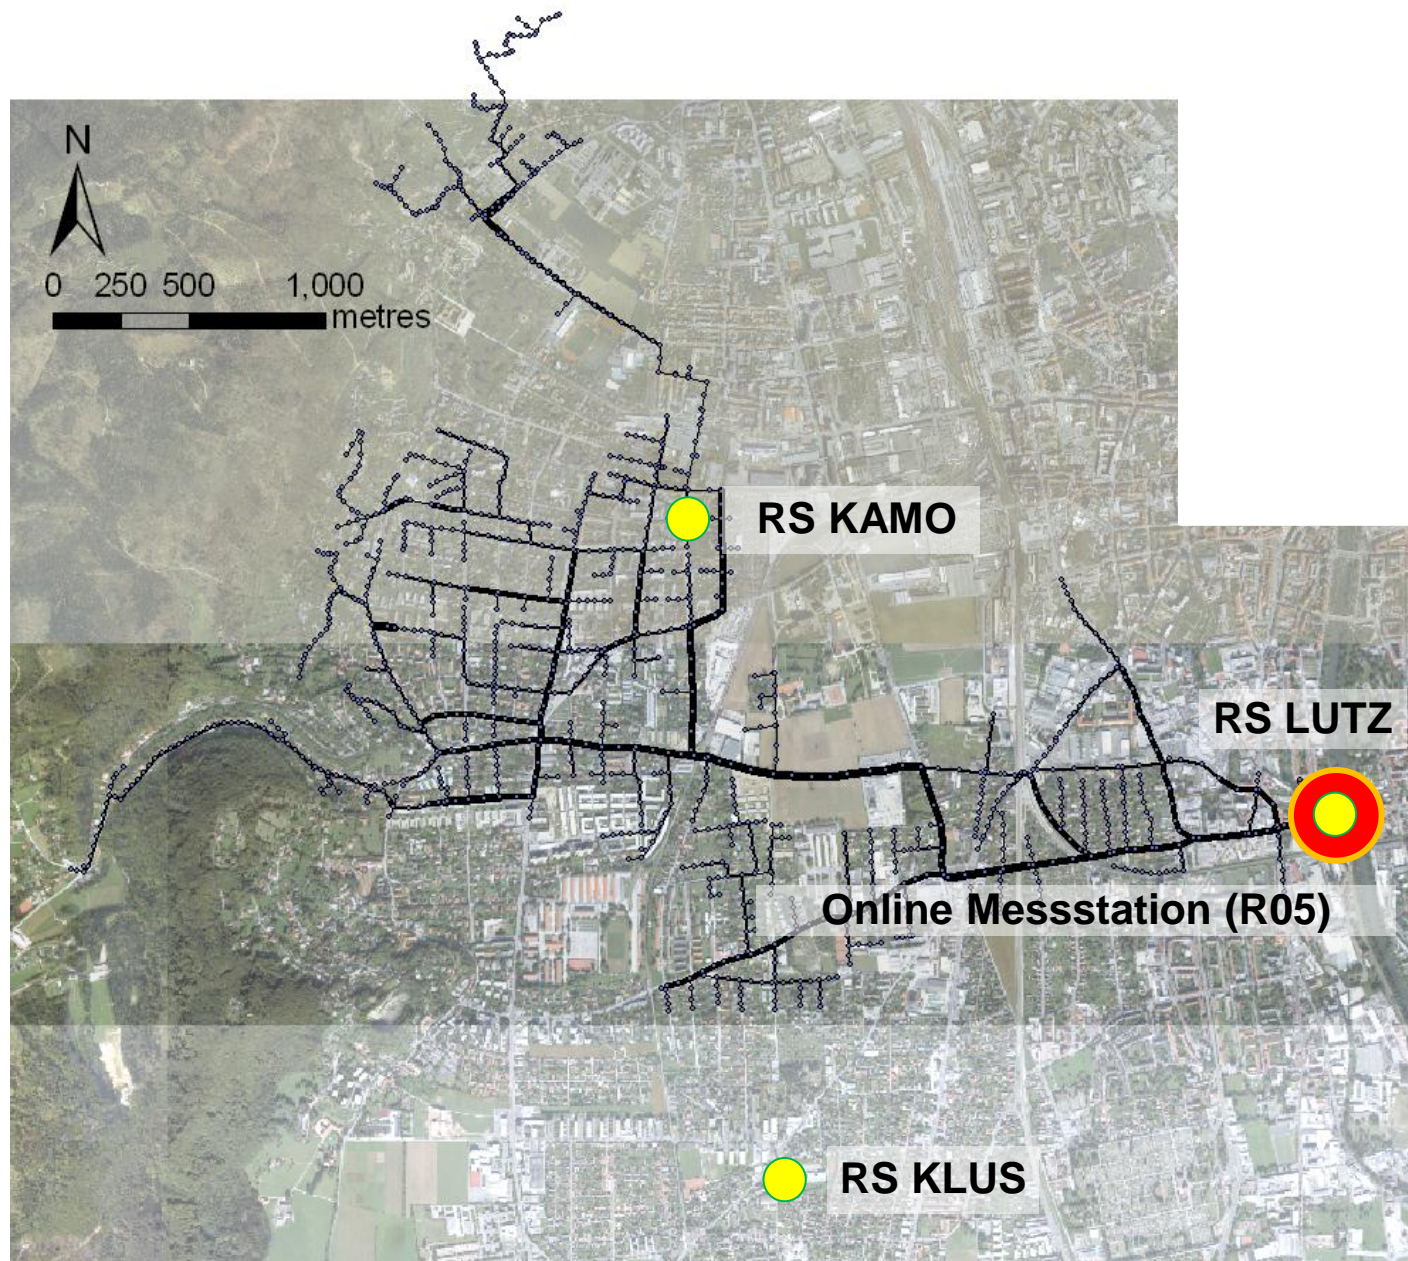 N
0 250 500 1,000
metres
RS KAMO
RS LUTZ
Online Messstation (R05)
RS KLUS